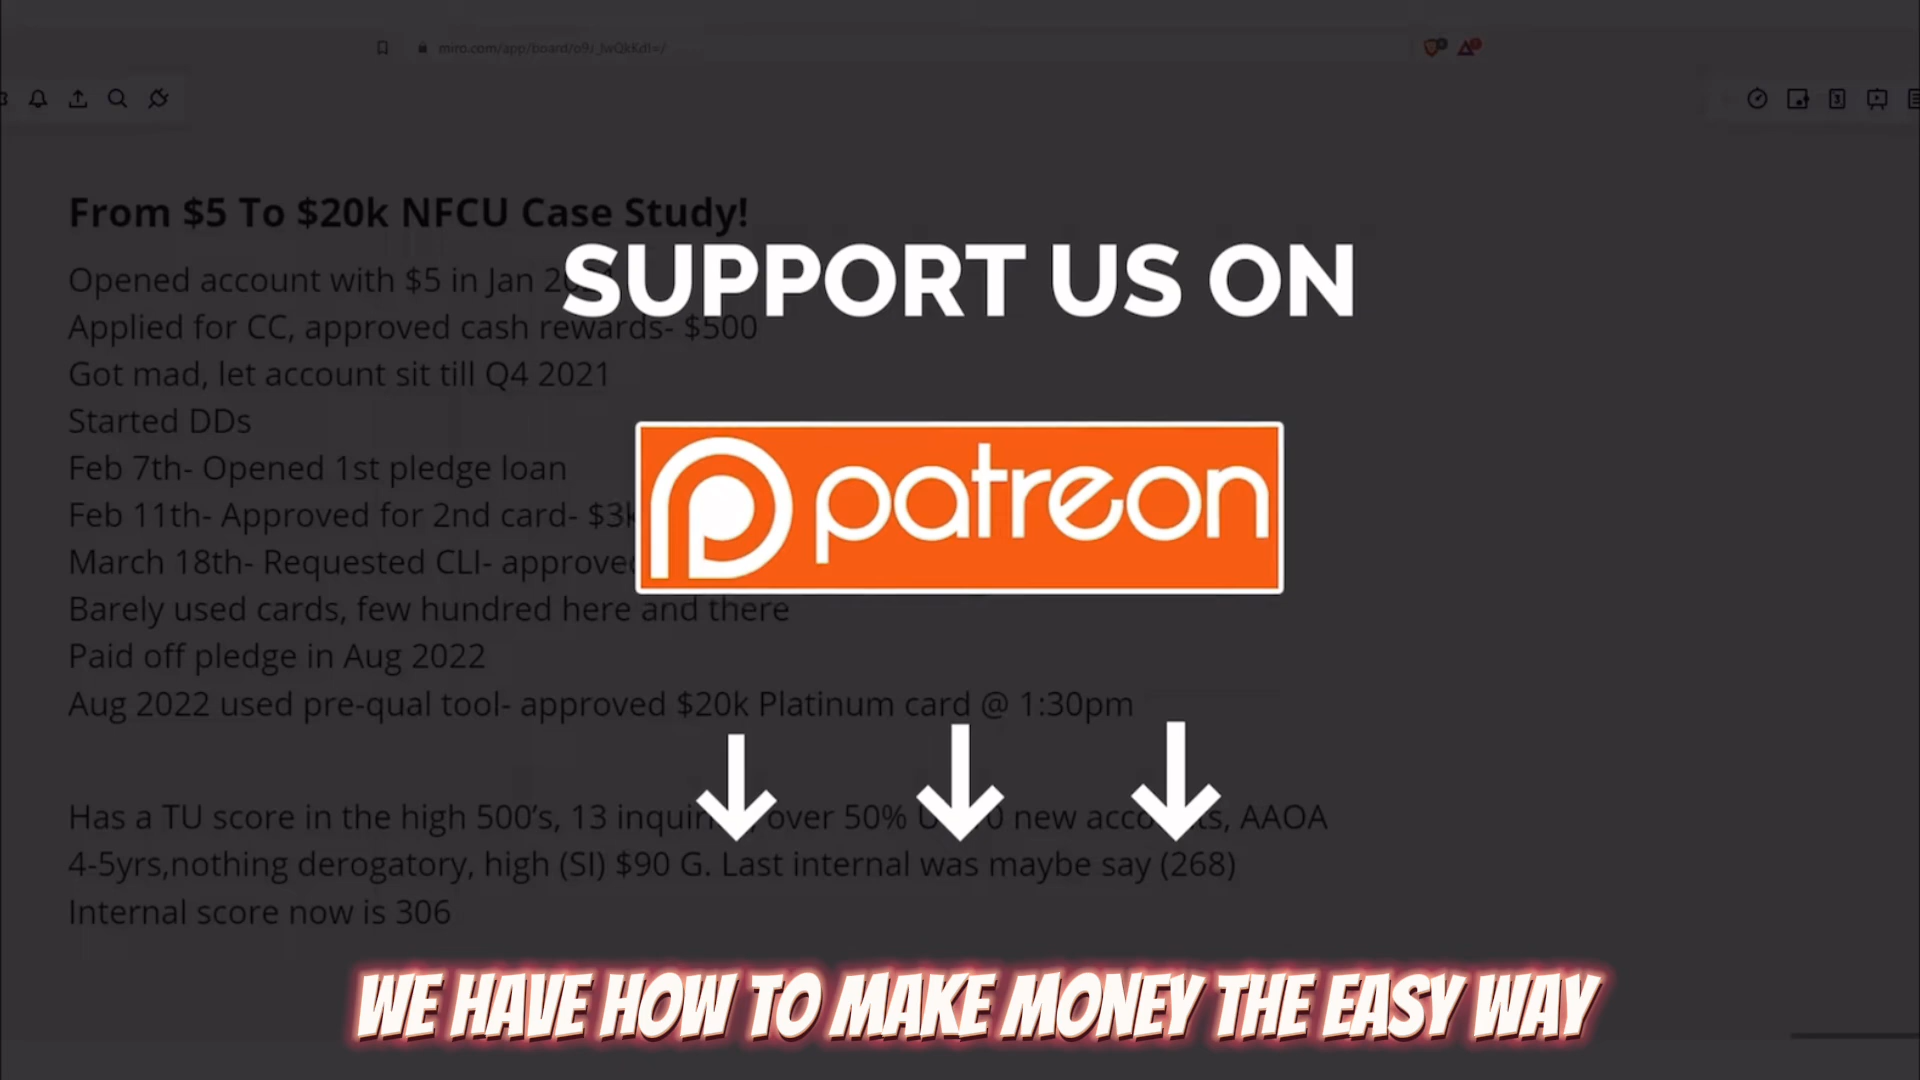 miro.com/app/board/o9J_lwQkKdI=/
From $5 To $20k NFCU Case Study!
SUPPORT US ON
Opened account with $5 in Jan
Applied for CC, approved cash rewards- $500
Got mad, let account sit till Q4 2021
Started DDs
patreon
Feb 7th- Opened 1st pledge loan
Feb 11th- Approved for 2nd card- $3k
March 18th- Requested CLI-
Barely used cards, few hundred here and there
Paid off pledge in Aug 2022
Aug 2022 used pre-qual tool- approved $20k Platinum card @ 1:30pm
Has a TU score in the high 500's, 13 over 50% new AAOA
4-5yrs,nothing derogatory, high (SI) $90 G. Last internal was maybe say (268)
Internal score now is 306
WE HAVE HOW TO MAKE MONEY THE EASY WAY